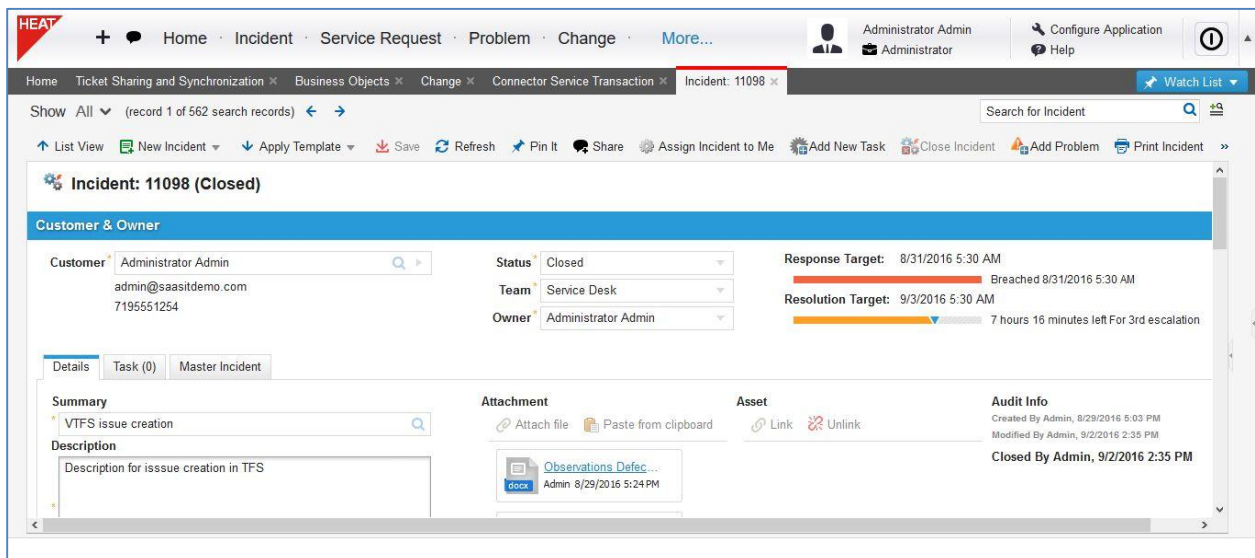 HEAT
Home · Incident · Service Request · Problem · Change · More...
Administrator Admin
Administrator
Configure Application
Help
Home Ticket Sharing and Synchronization × Business Objects × Change × Connector Service Transaction × Incident: 11098 ×
Watch List
Show All (record 1 of 562 search records)
Search for Incident
List View New Incident Apply Template Save Refresh Pin It Share Assign Incident to Me Add New Task Close Incident Add Problem Print Incident »
Incident: 11098 (Closed)
Customer & Owner
Customer * Administrator Admin
admin@saasitdemo.com
7195551254
Status * Closed
Team * Service Desk
Owner * Administrator Admin
Response Target: 8/31/2016 5:30 AM
Breached 8/31/2016 5:30 AM
Resolution Target: 9/3/2016 5:30 AM
7 hours 16 minutes left For 3rd escalation
Details Task (0) Master Incident
Summary
* VTFS issue creation
Description
Description for isssue creation in TFS
*
Attachment
Attach file Paste from clipboard
docx
Observations Defec...
Admin 8/29/2016 5:24 PM
Asset
Link Unlink
Audit Info
Created By Admin, 8/29/2016 5:03 PM
Modified By Admin, 9/2/2016 2:35 PM
Closed By Admin, 9/2/2016 2:35 PM